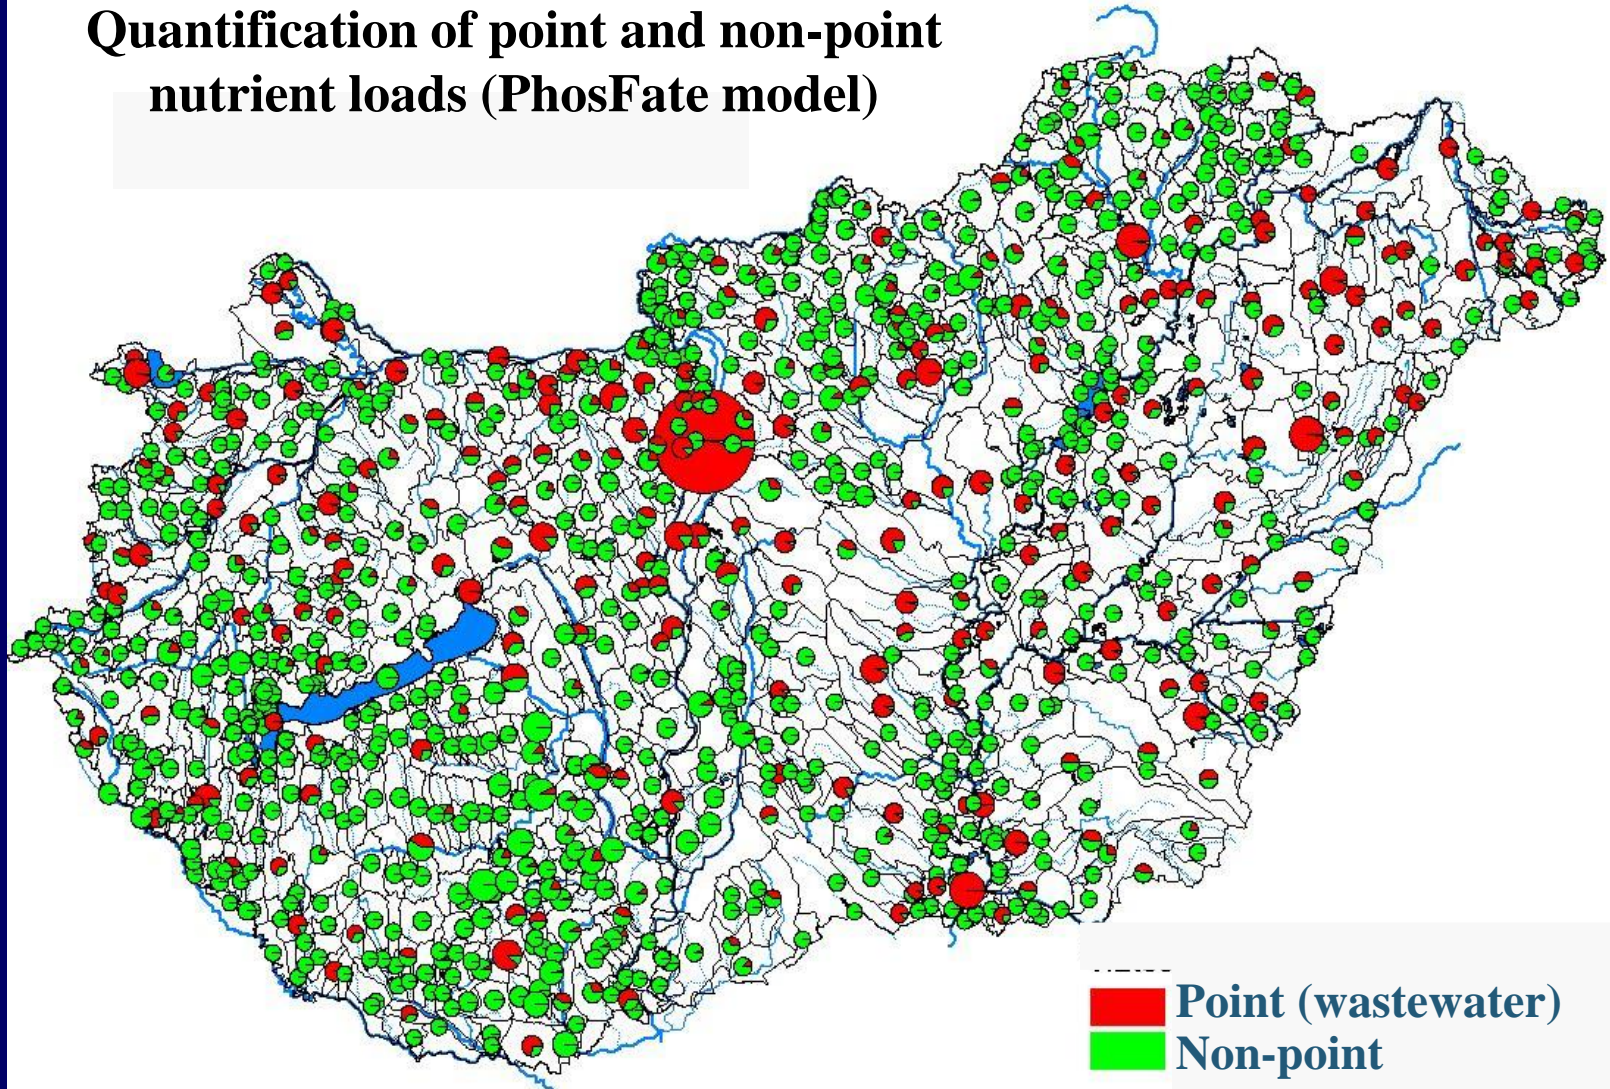 Quantification of point and non-point
nutrient loads (PhosFate model)
Point (wastewater)
Non-point